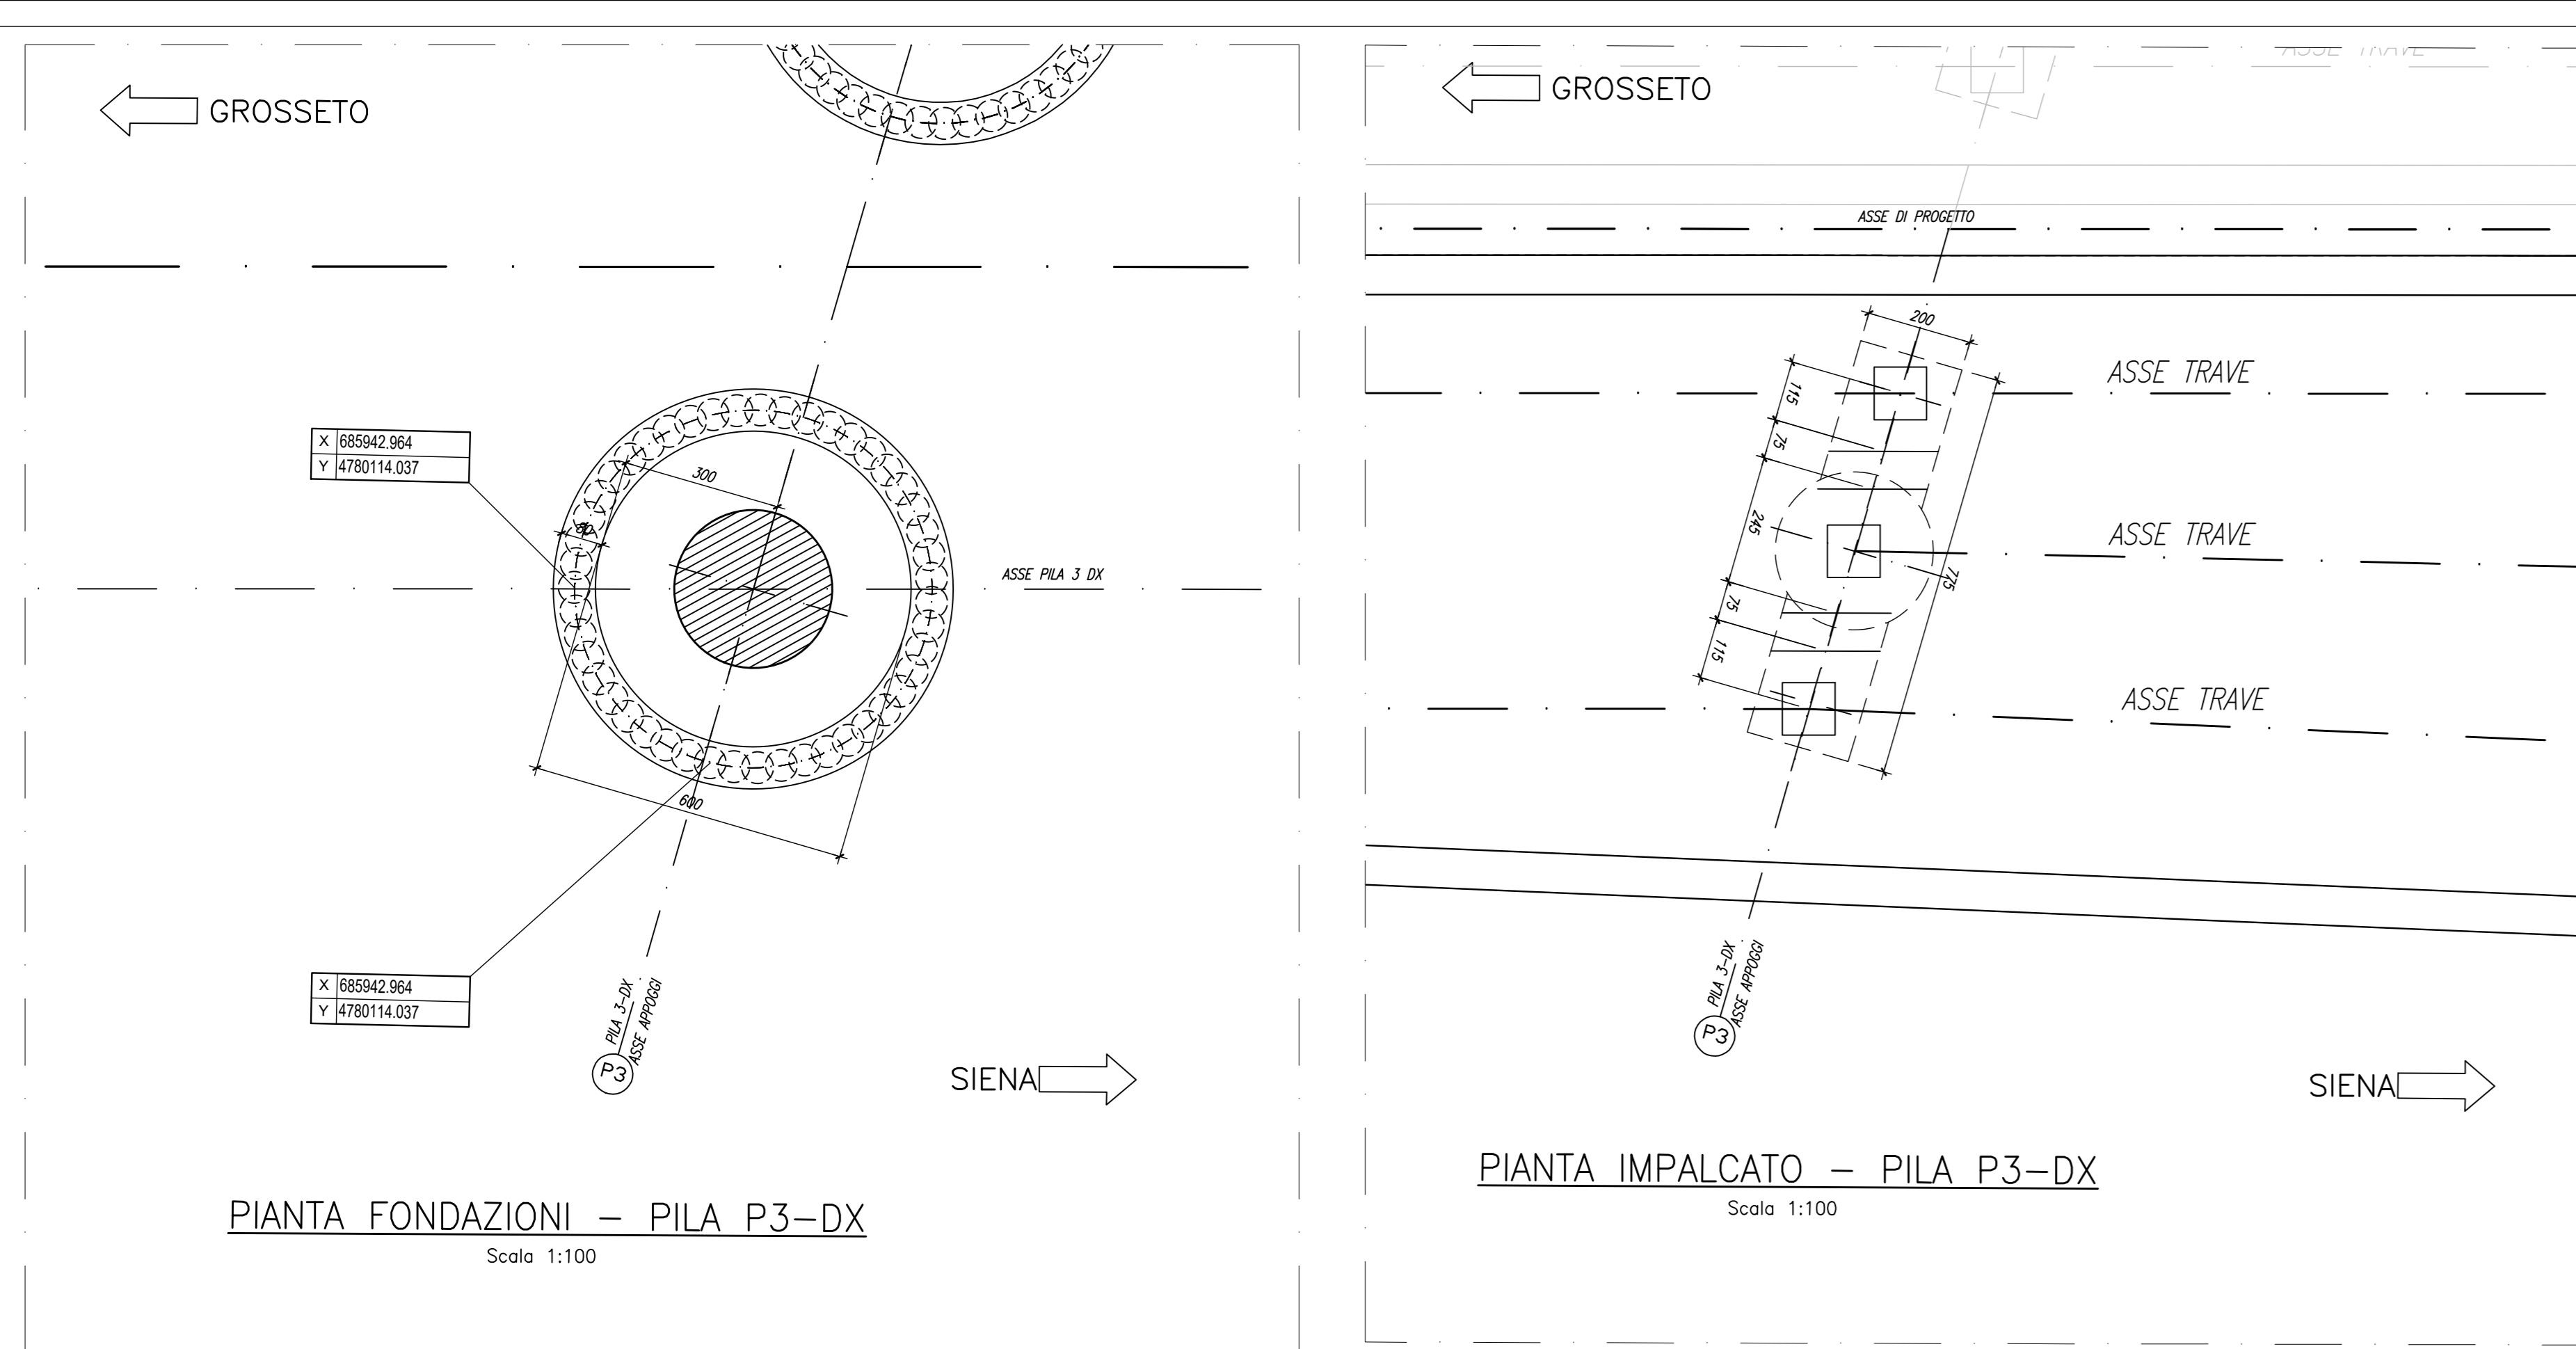 GROSSETO
X 685942.964
Y 4780114.037
300
80
ASSE PILA 3 DX
600
X 685942.964
Y 4780114.037
PILA 3-DX
ASSE APPOGGI
P3
SIENA
PIANTA FONDAZIONI - PILA P3-DX
Scala 1:100
ASSE TRAVE
GROSSETO
ASSE DI PROGETTO
200
115
75
245
75
115
775
ASSE TRAVE
ASSE TRAVE
ASSE TRAVE
PILA 3-DX
ASSE APPOGGI
P3
SIENA
PIANTA IMPALCATO - PILA P3-DX
Scala 1:100